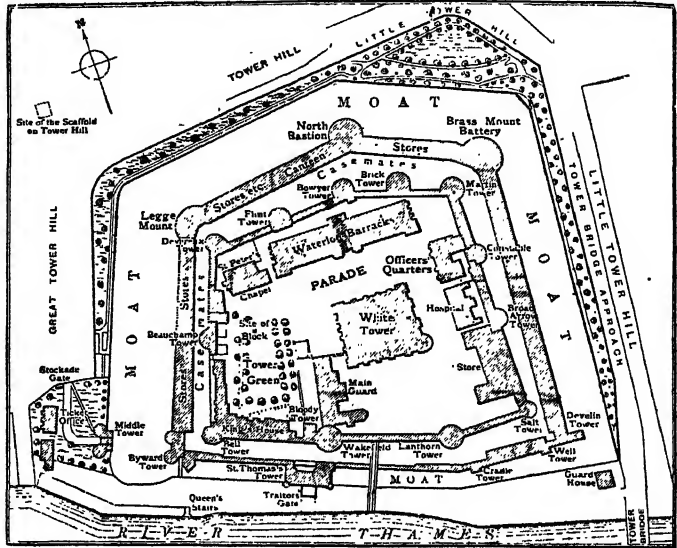 N
TOWER HILL
LITTLE TOWER HILL
Site of the Scaffold
on Tower Hill
MOAT
North
Bastion
Stores
Brass Mount
Battery
Stores etc. Canteen
Casemates
Brick
Tower
Bowyer
Tower
Martin
Tower
Legge
Mount
Flint
Tower
Devereux
Tower
Waterloo Barracks
St Peter's
Chapel
PARADE
Officers'
Quarters
Constable
Tower
GREAT TOWER HILL
MOAT
Stores
Casemates
MOAT
LITTLE TOWER HILL
TOWER BRIDGE APPROACH
Hospital
Broad
Arrow
Tower
White
Tower
Beauchamp
Tower
Site of
Block
Tower
Green
Store
Stores
Stockade
Gate
Ticket
Office
Main
Guard
Middle
Tower
Bloody
Tower
King's House
Bell
Tower
Wakefield
Tower
Lanthorn
Tower
Salt
Tower
Develin
Tower
Well
Tower
Byward
Tower
St. Thomas's
Tower
Cradle
Tower
MOAT
Guard
House
Traitors
Gate
Queen's
Stairs
RIVER THAMES
TOWER
BRIDGE